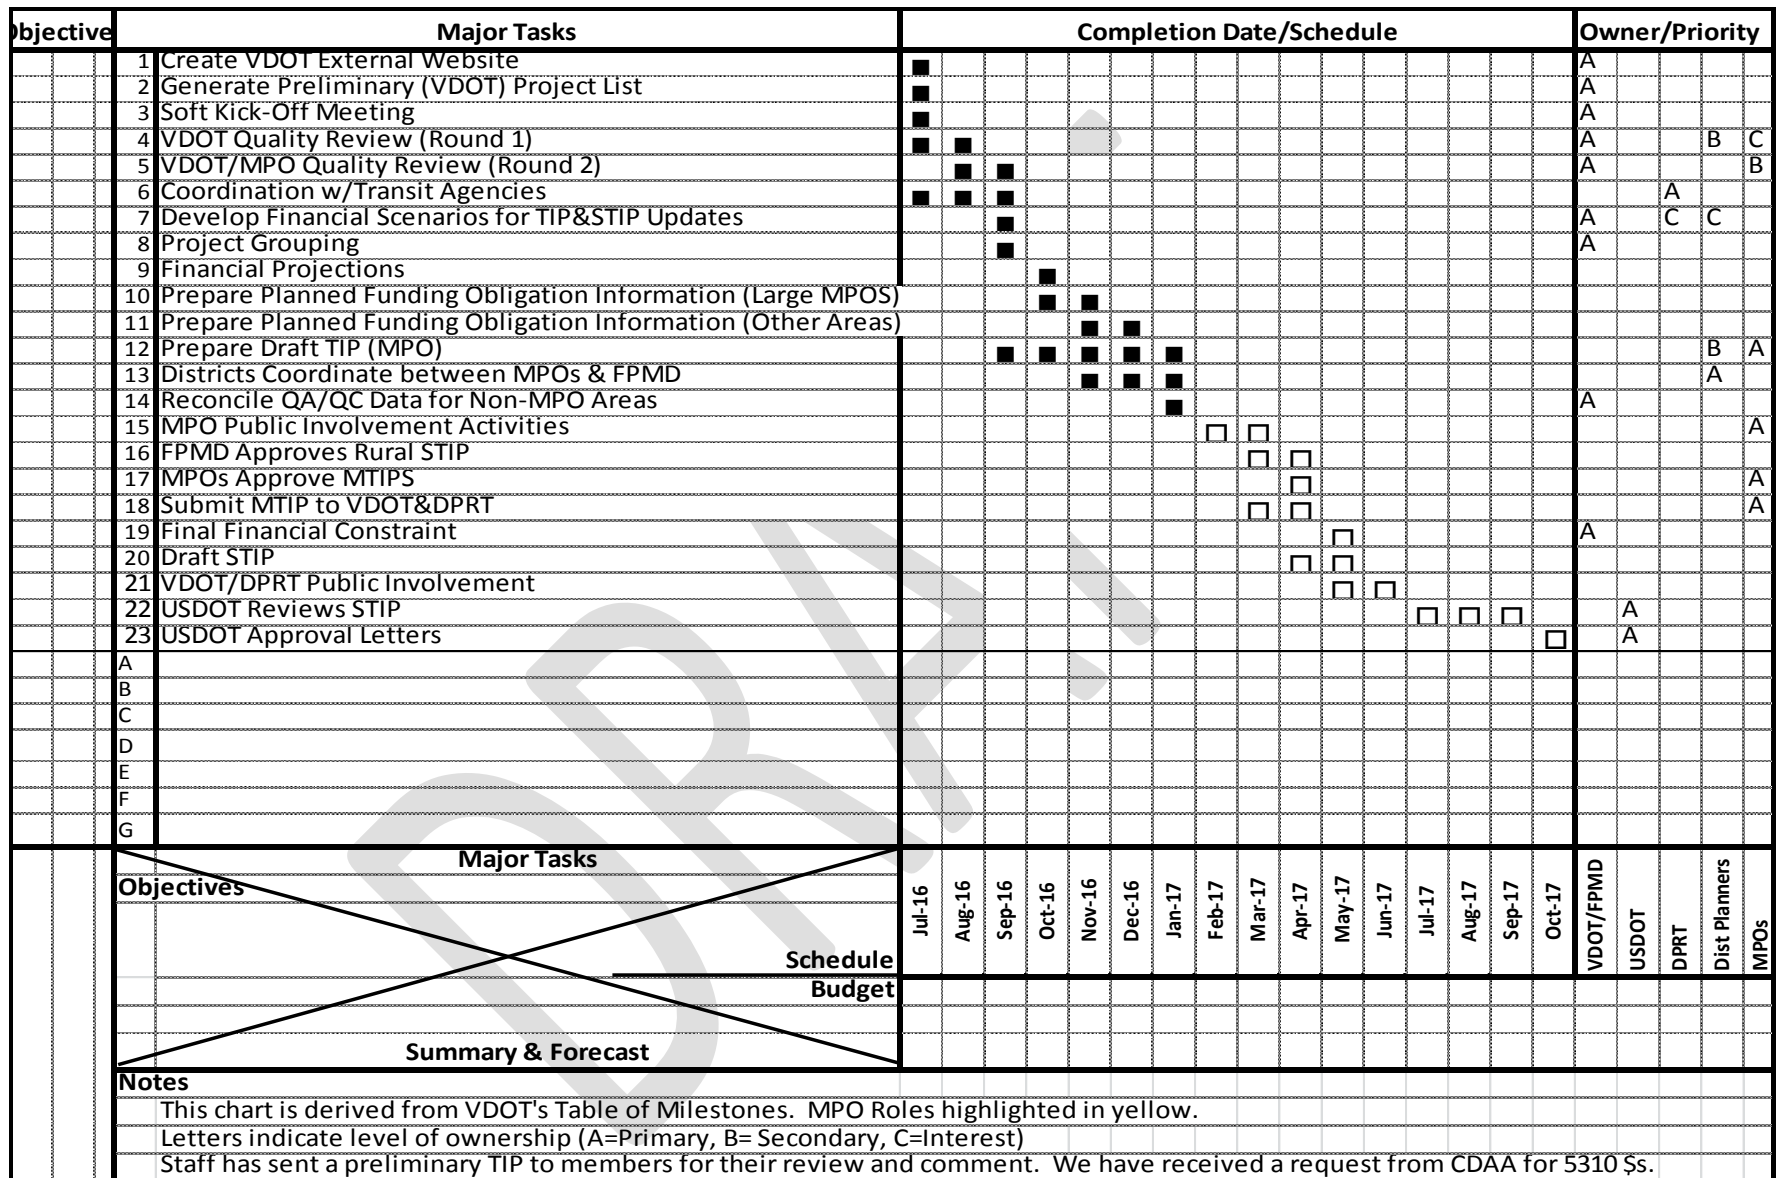 bjective Major Tasks Completion Date/Schedule Owner/Priority
1 Create VDOT External Website ■ A
2 Generate Preliminary (VDOT) Project List ■ A
3 Soft Kick-Off Meeting ■ A
4 VDOT Quality Review (Round 1) ■ ■ A B C
5 VDOT/MPO Quality Review (Round 2) ■ ■ A B
6 Coordination w/Transit Agencies ■ ■ ■ A
7 Develop Financial Scenarios for TIP&STIP Updates ■ A C C
8 Project Grouping ■ A
9 Financial Projections ■
10 Prepare Planned Funding Obligation Information (Large MPOS) ■ ■
11 Prepare Planned Funding Obligation Information (Other Areas) ■ ■
12 Prepare Draft TIP (MPO) ■ ■ ■ ■ ■ B A
13 Districts Coordinate between MPOs & FPMD ■ ■ ■ A
14 Reconcile QA/QC Data for Non-MPO Areas ■ A
15 MPO Public Involvement Activities □ □ A
16 FPMD Approves Rural STIP □ □
17 MPOs Approve MTIPS □ A
18 Submit MTIP to VDOT&DPRT □ □ A
19 Final Financial Constraint □ A
20 Draft STIP □ □
21 VDOT/DPRT Public Involvement □ □
22 USDOT Reviews STIP □ □ □ A
23 USDOT Approval Letters □ A
A
B
C
D
E
F
G
Major Tasks
Objectives
Schedule
Budget
Summary & Forecast
Jul-16 Aug-16 Sep-16 Oct-16 Nov-16 Dec-16 Jan-17 Feb-17 Mar-17 Apr-17 May-17 Jun-17 Jul-17 Aug-17 Sep-17 Oct-17 VDOT/FPMD USDOT DPRT Dist Planners MPOs
Notes
This chart is derived from VDOT's Table of Milestones. MPO Roles highlighted in yellow.
Letters indicate level of ownership (A=Primary, B= Secondary, C=Interest)
Staff has sent a preliminary TIP to members for their review and comment. We have received a request from CDAA for 5310 $s.